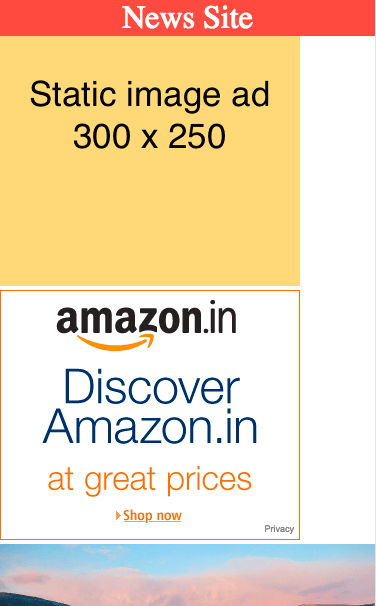 News Site
Static image ad
300 x 250
amazon.in
Discover
Amazon.in
at great prices
Shop now
Privacy